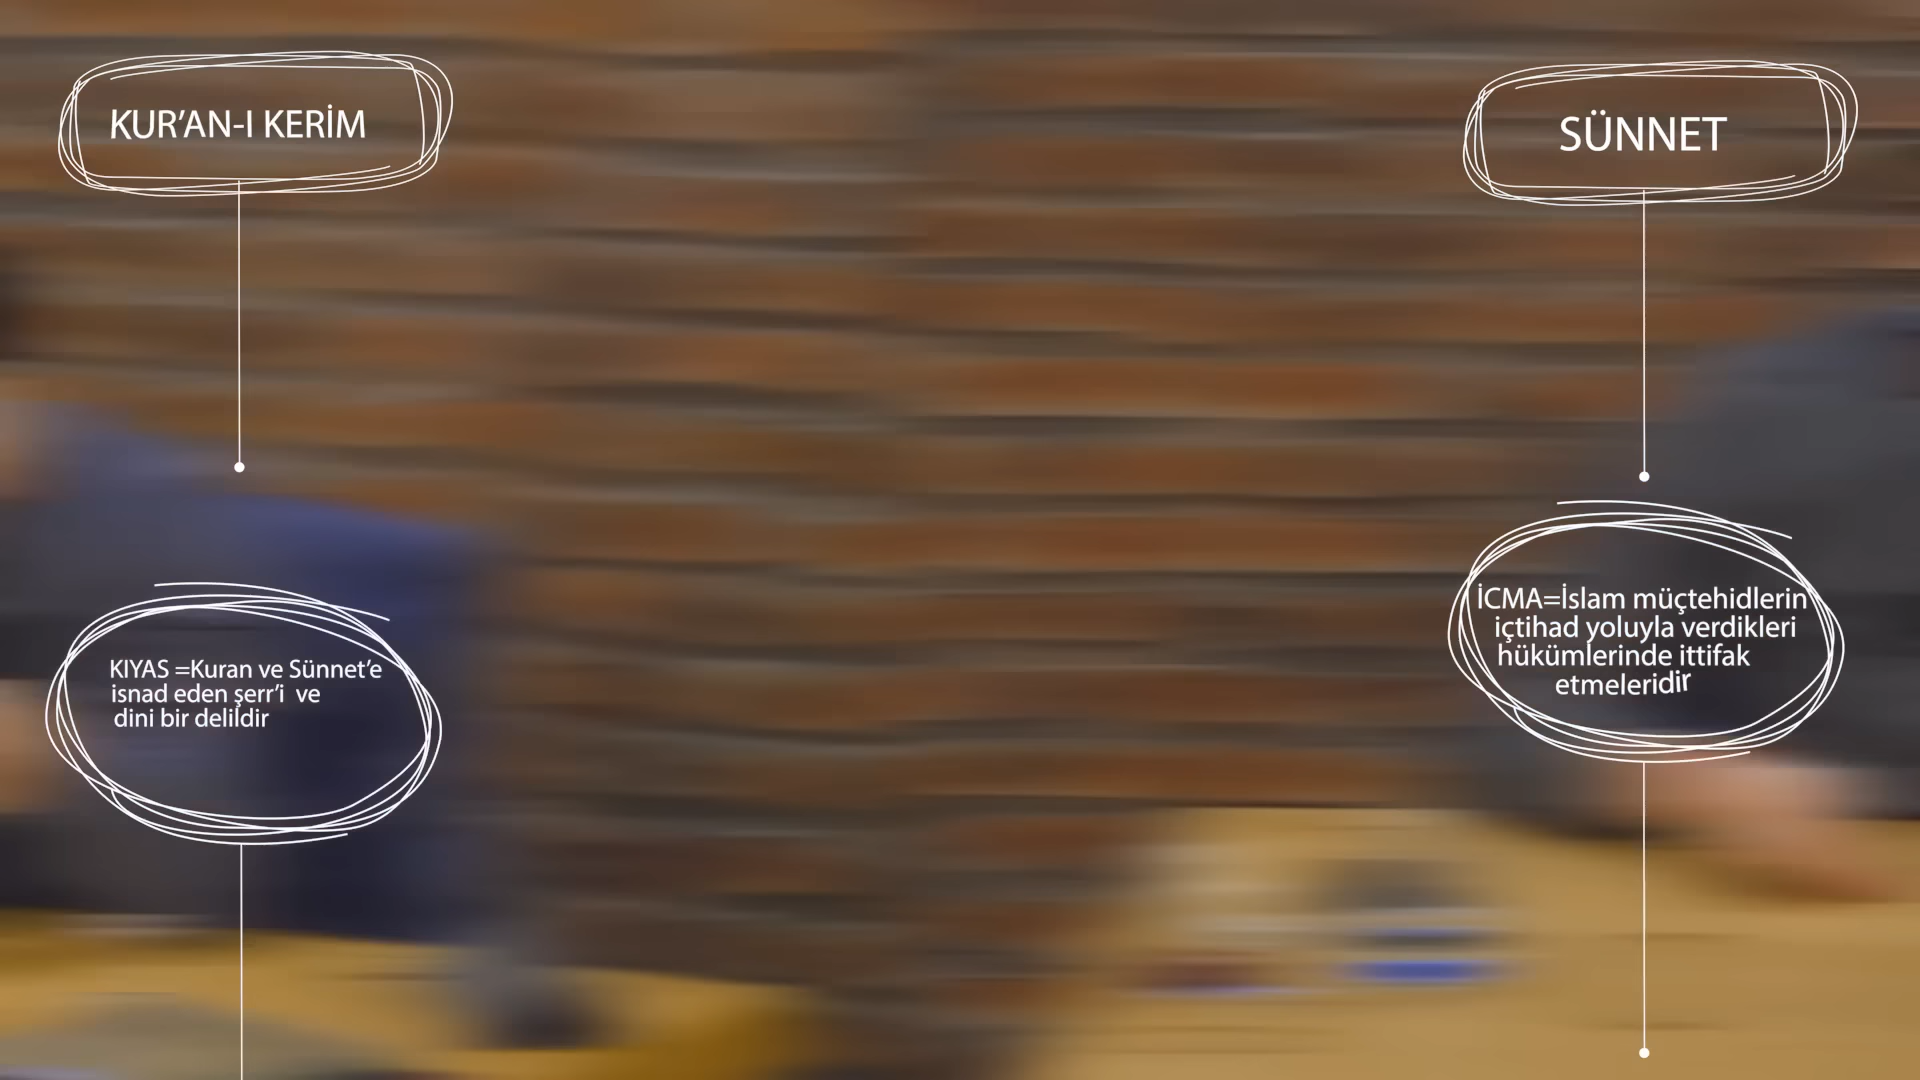 KUR'AN-I KERİM
SÜNNET
KIYAS =Kuran ve Sünnet'e
isnad eden şerr'i ve
dini bir delildir
İCMA=İslam müçtehidlerin
içtihad yoluyla verdikleri
hükümlerinde ittifak
etmeleridir